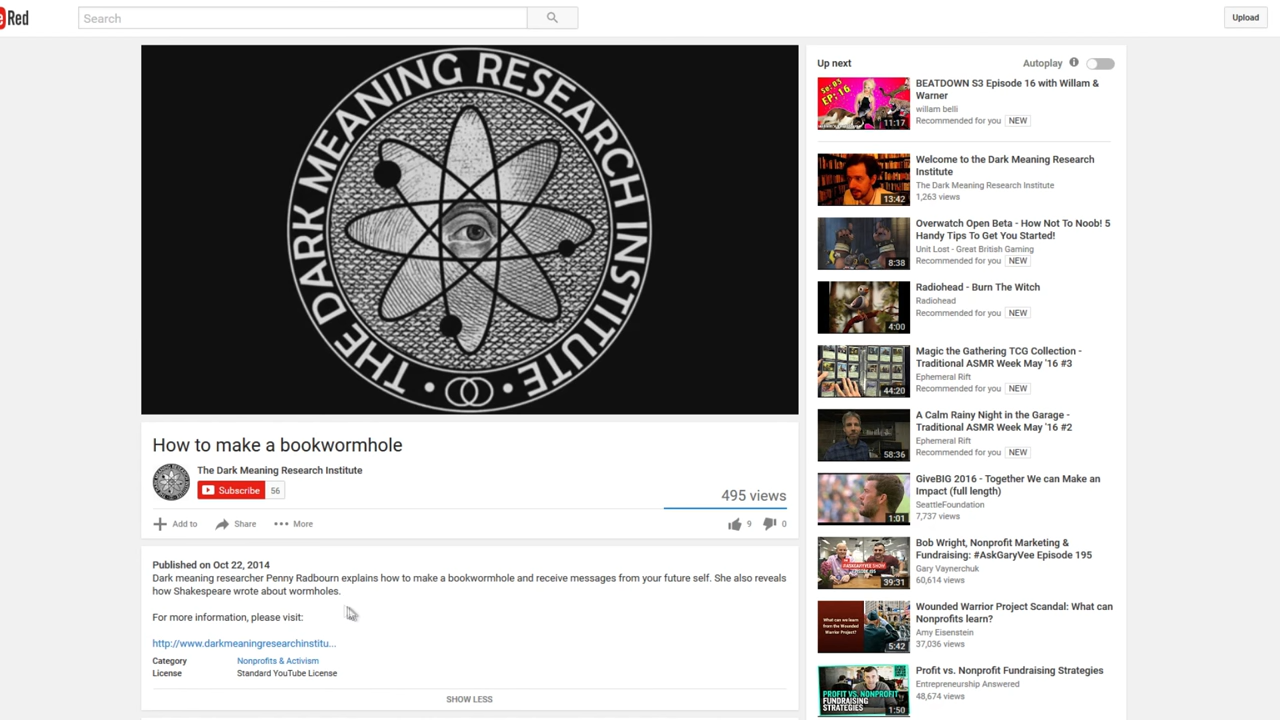 Red
Search
Upload
THE DARK MEANING RESEARCH INSTITUTE
How to make a bookwormhole
The Dark Meaning Research Institute
Subscribe 56
495 views
Add to Share More 9 0
Published on Oct 22, 2014
Dark meaning researcher Penny Radbourn explains how to make a bookwormhole and receive messages from your future self. She also reveals
how Shakespeare wrote about wormholes.
For more information, please visit:
http://www.darkmeaningresearchinstitu...
Category Nonprofits & Activism
License Standard YouTube License
SHOW LESS
Up next Autoplay
EP: 16
11:17
BEATDOWN S3 Episode 16 with Willam &
Warner
willam belli
Recommended for you NEW
13:42
Welcome to the Dark Meaning Research
Institute
The Dark Meaning Research Institute
1,263 views
8:38
Overwatch Open Beta - How Not To Noob! 5
Handy Tips To Get You Started!
Unit Lost - Great British Gaming
Recommended for you NEW
4:00
Radiohead - Burn The Witch
Radiohead
Recommended for you NEW
44:20
Magic the Gathering TCG Collection -
Traditional ASMR Week May '16 #3
Ephemeral Rift
Recommended for you NEW
58:36
A Calm Rainy Night in the Garage -
Traditional ASMR Week May '16 #2
Ephemeral Rift
Recommended for you NEW
1:01
GiveBIG 2016 - Together We can Make an
Impact (full length)
SeattleFoundation
7,737 views
39:31
Bob Wright, Nonprofit Marketing &
Fundraising: #AskGaryVee Episode 195
Gary Vaynerchuk
60,614 views
5:42
Wounded Warrior Project Scandal: What can
Nonprofits learn?
Amy Eisenstein
37,036 views
PROFIT VS. NONPROFIT
FUNDRAISING
STRATEGIES
1:50
Profit vs. Nonprofit Fundraising Strategies
Entrepreneurship Answered
48,674 views